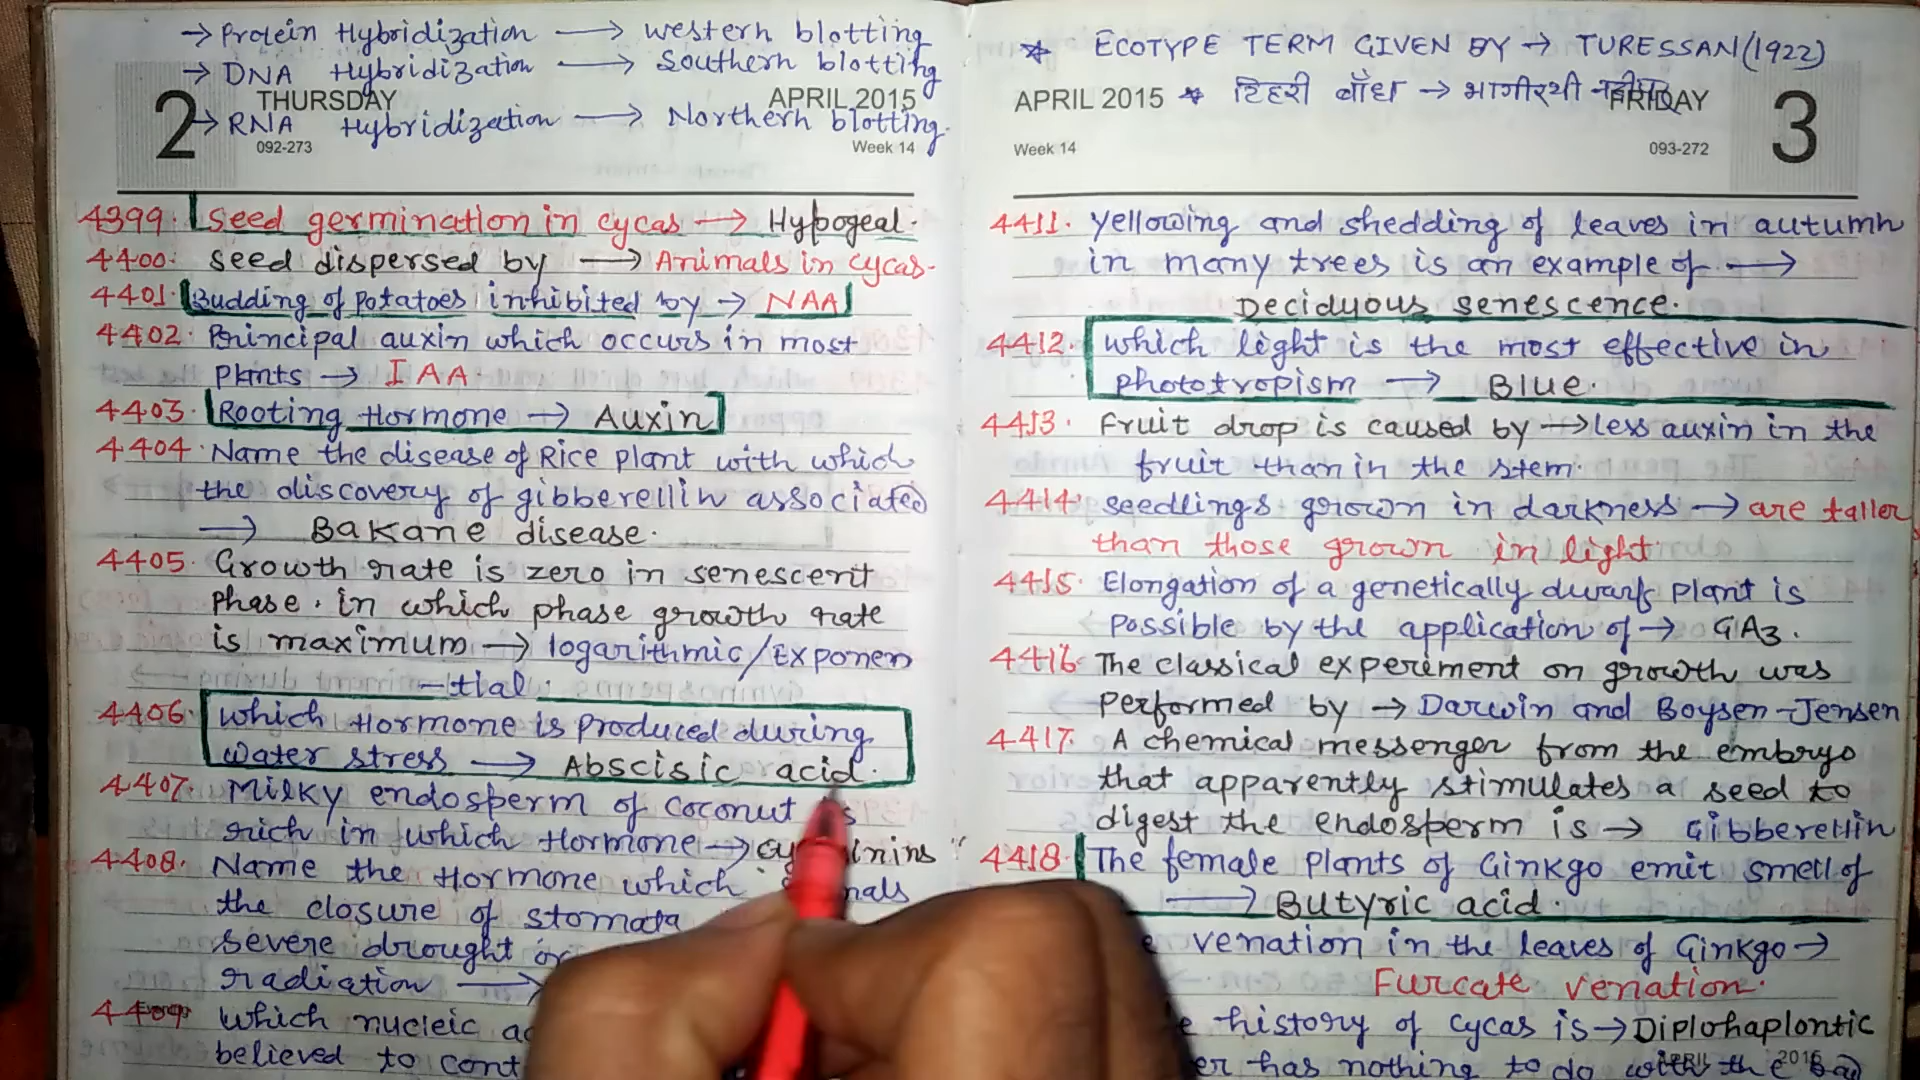 → Protein Hybridization → western blotting
→ DNA Hybridization → Southern blotting
2 THURSDAY APRIL 2015
→ RNA Hybridization → Northern blotting.
092-273 Week 14
4399. Seed germination in cycas → Hypogeal.
4400. seed dispersed by → Animals in cycas.
4401. Budding of potatoes inhibited by → NAA
4402. Principal auxin which occurs in most
plants → IAA.
4403. Rooting Hormone → Auxin
4404. Name the disease of Rice plant with which
the discovery of gibberellin associated
→ Bakane disease.
4405. Growth rate is zero in senescent
phase. in which phase growth rate
is maximum → logarithmic/Exponen
-tial.
4406. which Hormone is produced during
water stress → Abscisic acid.
4407. Milky endosperm of coconut is
rich in which Hormone →
4408. Name the Hormone which
the closure of stomata
severe drought or
radiation →
4409 which nucleic
believed to
* ECOTYPE TERM GIVEN BY → TURESSAN(1922)
APRIL 2015 * टिहरी बाँध → भागीरथी FRIDAY 3
Week 14 093-272
4411. yellowing and shedding of leaves in autumn
in many trees is an example of →
Deciduous senescence.
4412. which light is the most effective in
phototropism → Blue.
4413. Fruit drop is caused by → less auxin in the
fruit than in the stem.
4414. seedlings grown in darkness → are taller
than those grown in light
4415. Elongation of a genetically dwarf plant is
possible by the application of → GA3.
4416. The classical experiment on growth was
performed by → Darwin and Boysen-Jensen
4417. A chemical messenger from the embryo
that apparently stimulates a seed to
digest the endosperm is → Gibberellin
4418. The female plants of Ginkgo emit smell of
→ Butyric acid.
venation in the leaves of Ginkgo →
Furcate venation.
history of cycas is → Diplohaplontic
has nothing to do with the
APRIL 2015